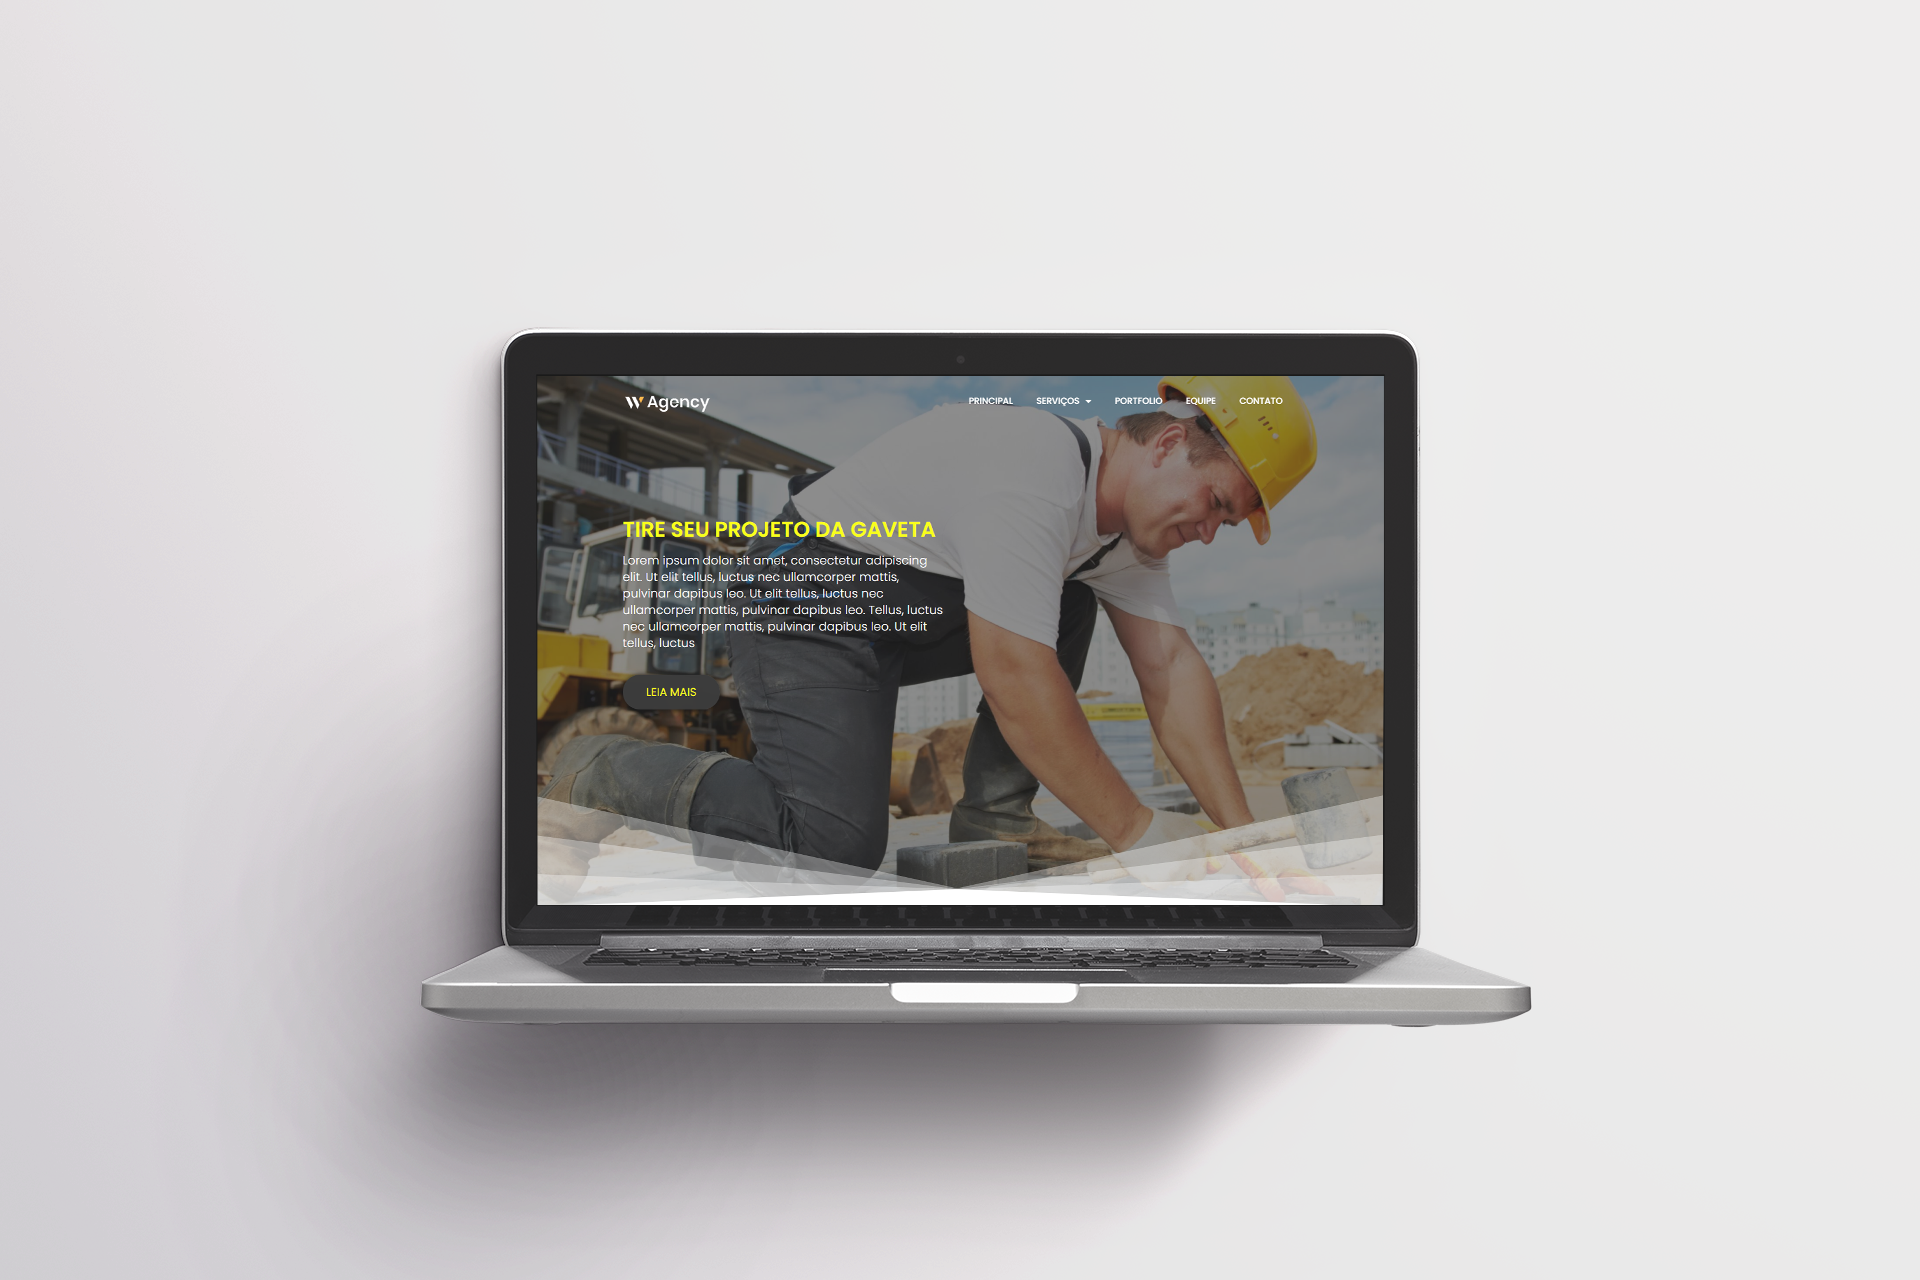 Agency
PRINCIPAL SERVIÇOS PORTFOLIO EQUIPE CONTATO
TIRE SEU PROJETO DA GAVETA
Lorem ipsum dolor sit amet, consectetur adipiscing
elit. Ut elit tellus, luctus nec ullamcorper mattis,
pulvinar dapibus leo. Ut elit tellus, luctus nec
ullamcorper mattis, pulvinar dapibus leo. Tellus, luctus
nec ullamcorper mattis, pulvinar dapibus leo. Ut elit
tellus, luctus
LEIA MAIS